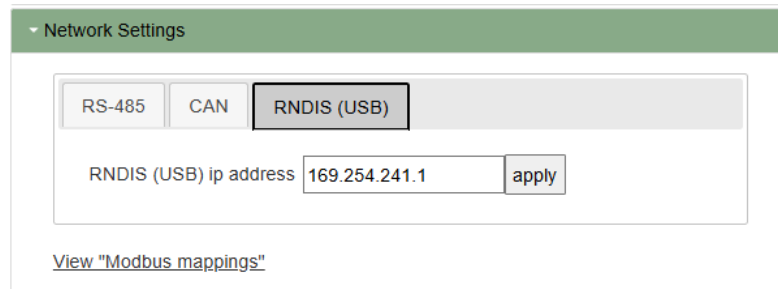 Network Settings
RS-485 CAN RNDIS (USB)
RNDIS (USB) ip address 169.254.241.1 apply
View "Modbus mappings"